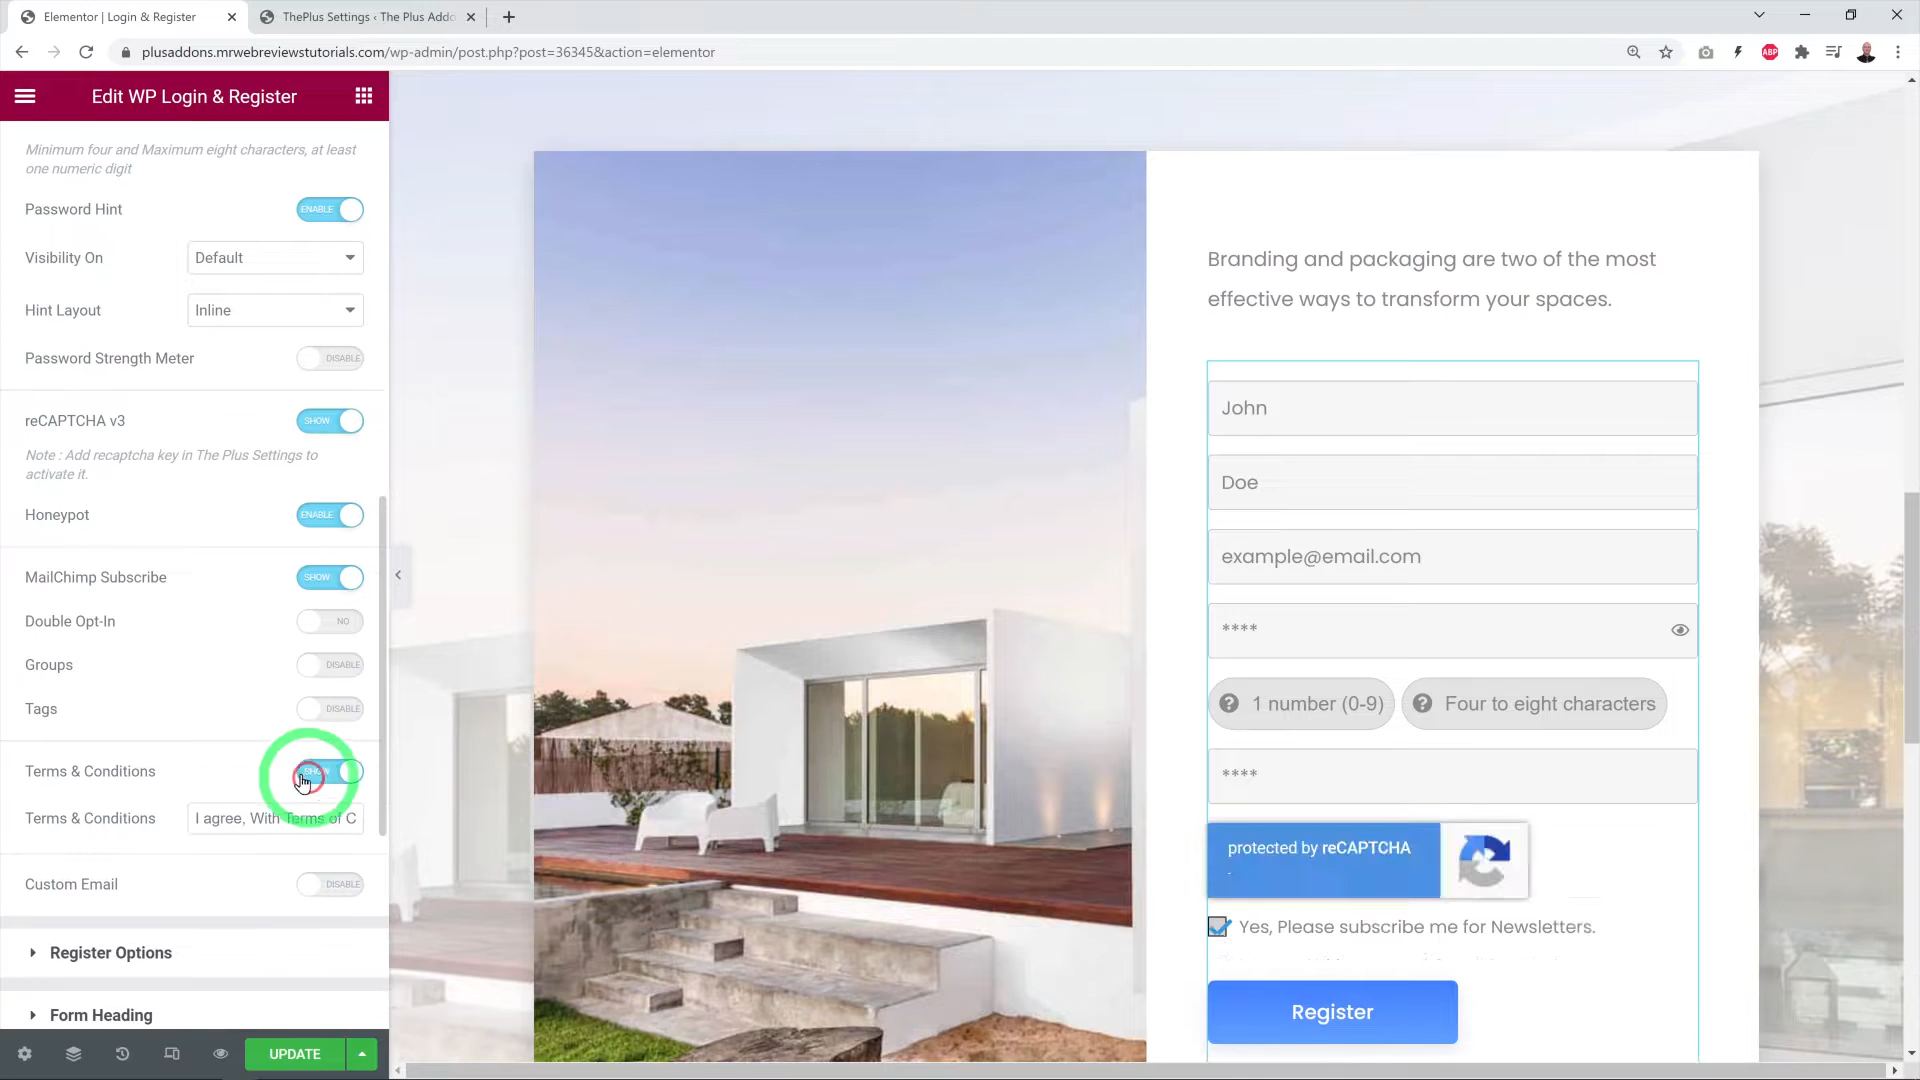 Elementor | Login & Register
ThePlus Settings ‹ The Plus Addo
plusaddons.mrwebreviewstutorials.com/wp-admin/post.php?post=36345&action=elementor
ABP
Edit WP Login & Register
Minimum four and Maximum eight characters, at least
one numeric digit
Password Hint
ENABLE
Visibility On
Default
Hint Layout
Inline
Password Strength Meter
DISABLE
reCAPTCHA v3
SHOW
Note : Add recaptcha key in The Plus Settings to
activate it.
Honeypot
ENABLE
MailChimp Subscribe
SHOW
Double Opt-In
NO
Groups
DISABLE
Tags
DISABLE
Terms & Conditions
SHOW
Terms & Conditions
I agree, With Terms of C
Custom Email
DISABLE
Register Options
Form Heading
UPDATE
Branding and packaging are two of the most
effective ways to transform your spaces.
John
Doe
example@email.com
****
1 number (0-9)
Four to eight characters
****
protected by reCAPTCHA
Yes, Please subscribe me for Newsletters.
Register